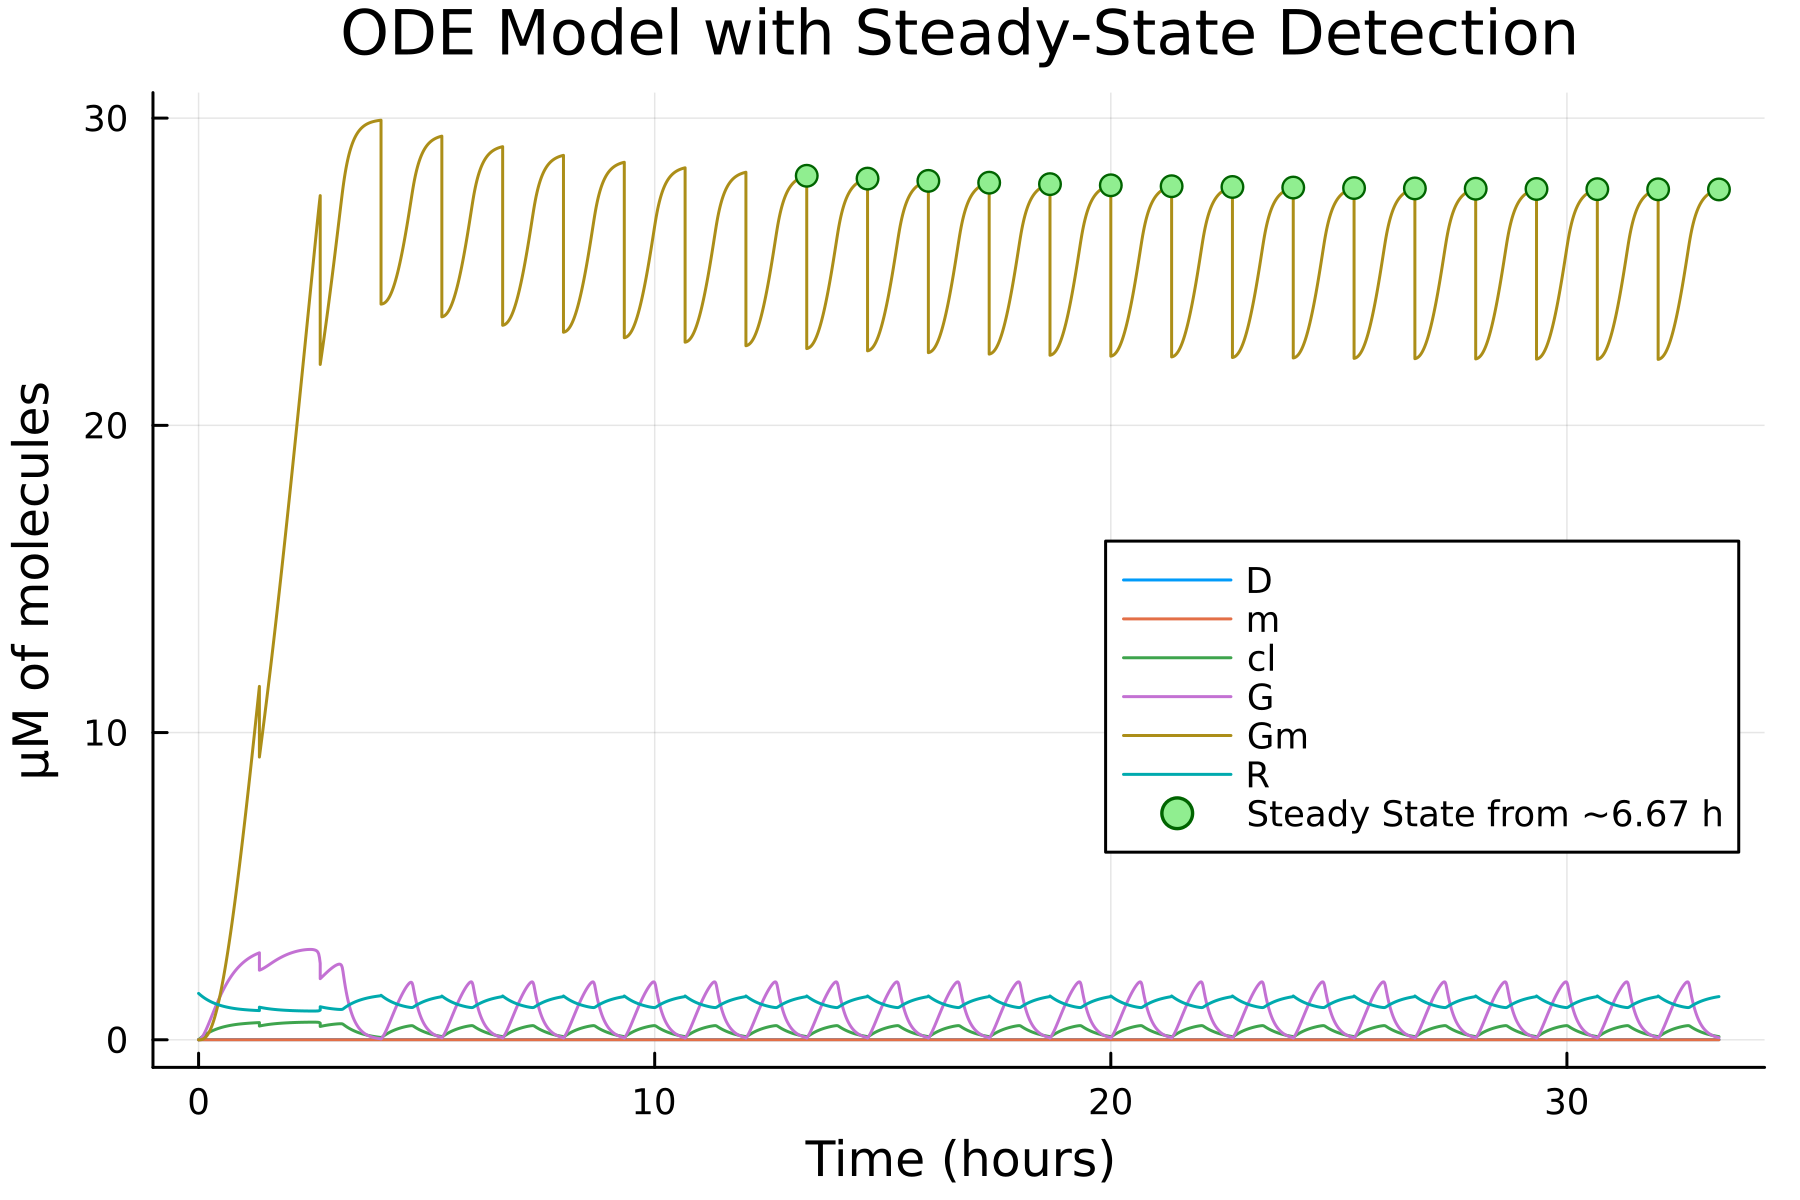 ODE Model with Steady-State Detection
µM of molecules
30
20
10
0
D
m
cl
G
Gm
R
Steady State from ~6.67 h
0 10 20 30
Time (hours)